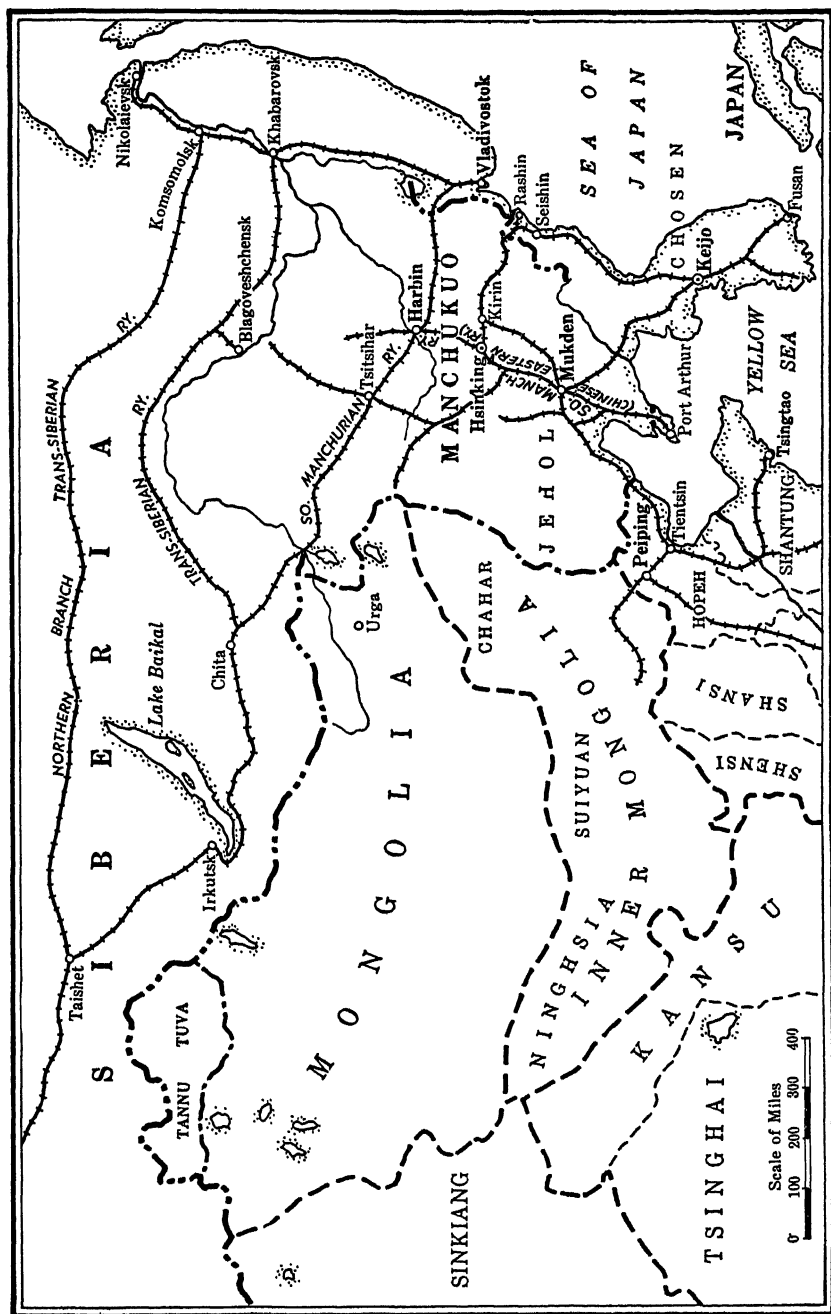 SIBERIA
TRANS-SIBERIAN RY.
NORTHERN BRANCH TRANS-SIBERIAN RY.
Taishet
Irkutsk
Lake Baikal
Chita
Blagoveshchensk
Komsomolsk
Nikolaievsk
Khabarovsk
Vladivostuk
TANNU TUVA
MONGOLIA
Urga
SO. MANCHURIAN RY.
Tsitsihar
Harbin
MANCHUKUO
Hsinking
Kirin
Rashin
Seishin
SO. MANCH.
(CHINESE EASTERN RY.)
RY.
Mukden
JEHOL
Port Arthur
SEA OF
JAPAN
JAPAN
CHOSEN
Keijo
Fusan
YELLOW
SEA
Tsingtao
SHANTUNG
Tientsin
Peiping
HOPEH
CHAHAR
SUIYUAN
NINGHSIA
INNER MONGOLIA
SHANSI
SHENSI
KANSU
SINKIANG
TSINGHAI
Scale of Miles
0 100 200 300 400